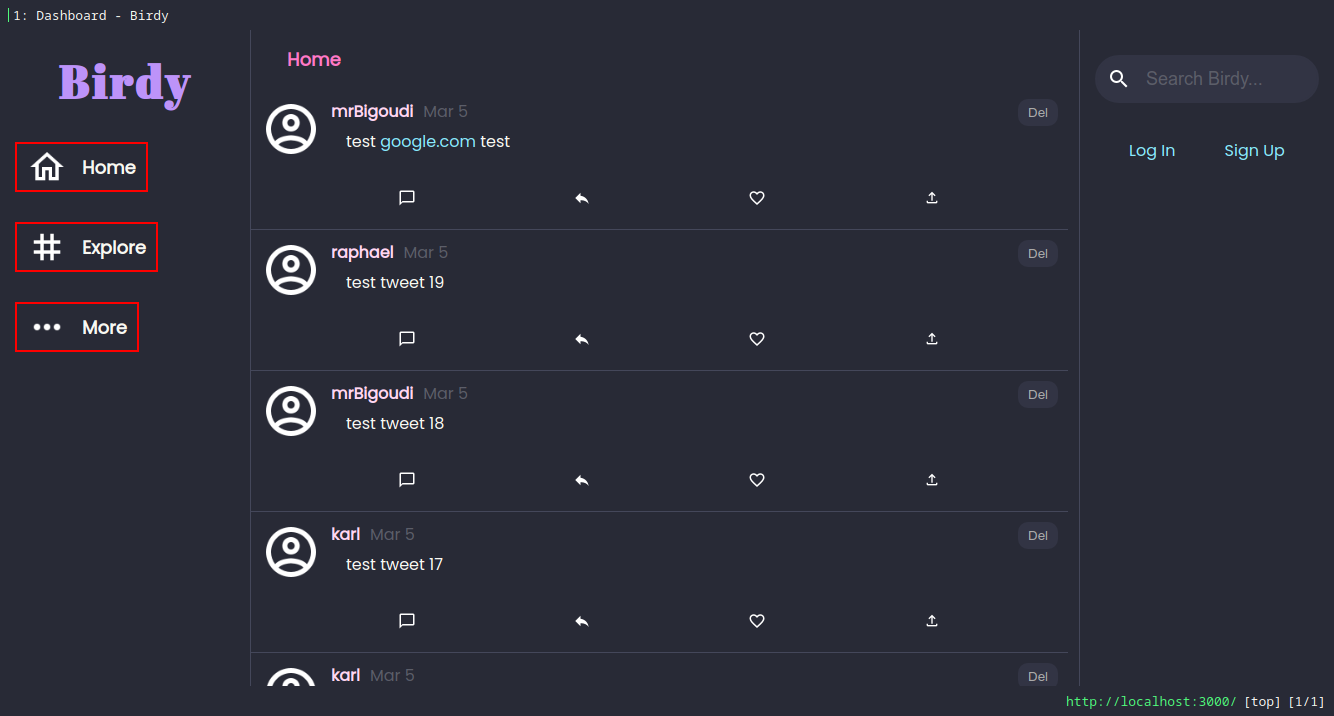 1: Dashboard - Birdy
Birdy
Home
Explore
More
Home
mrBigoudi Mar 5 Del
test google.com test
raphael Mar 5 Del
test tweet 19
mrBigoudi Mar 5 Del
test tweet 18
karl Mar 5 Del
test tweet 17
karl Mar 5 Del
Search Birdy...
Log In Sign Up
http://localhost:3000/ [top] [1/1]